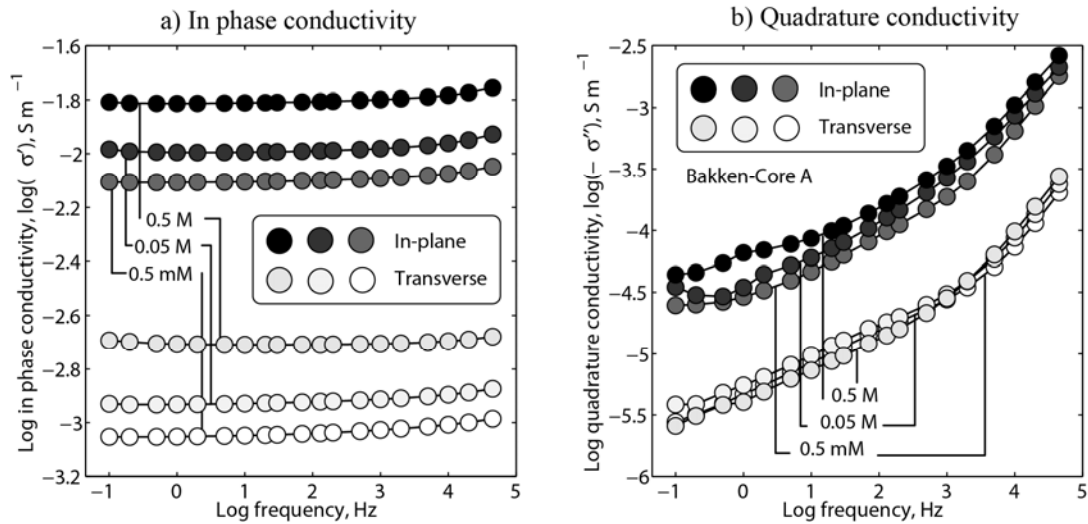 a) In phase conductivity
Log in phase conductivity, log( σ'), S m⁻¹
−1.6
−1.8
−2
−2.2
−2.4
−2.6
−2.8
−3
−3.2
0.5 M
0.05 M
0.5 mM
In-plane
Transverse
−1 0 1 2 3 4 5
Log frequency, Hz
b) Quadrature conductivity
Log quadrature conductivity, log(− σ''), S m⁻¹
−2.5
−3
−3.5
−4
−4.5
−5
−5.5
−6
In-plane
Transverse
Bakken-Core A
0.5 M
0.05 M
0.5 mM
−1 0 1 2 3 4 5
Log frequency, Hz